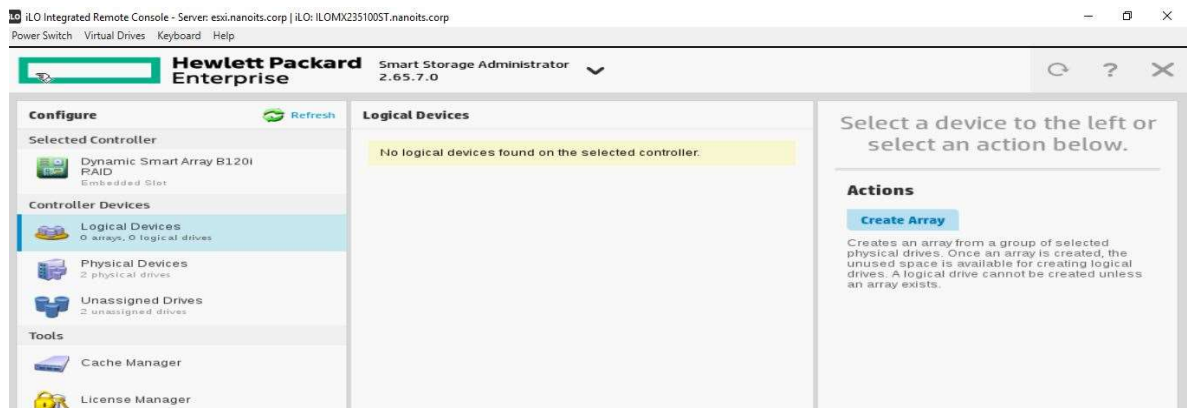 iLO Integrated Remote Console - Server: esxi.nanoits.corp | iLO: ILOMX235100ST.nanoits.corp
Power Switch Virtual Drives Keyboard Help
Hewlett Packard
Enterprise
Smart Storage Administrator
2.65.7.0
?
Configure
Refresh
Selected Controller
Dynamic Smart Array B120i
RAID
Embedded Slot
Controller Devices
Logical Devices
0 arrays, 0 logical drives
Physical Devices
2 physical drives
Unassigned Drives
2 unassigned drives
Tools
Cache Manager
License Manager
Logical Devices
No logical devices found on the selected controller.
Select a device to the left or
select an action below.
Actions
Create Array
Creates an array from a group of selected
physical drives. Once an array is created, the
unused space is available for creating logical
drives. A logical drive cannot be created unless
an array exists.